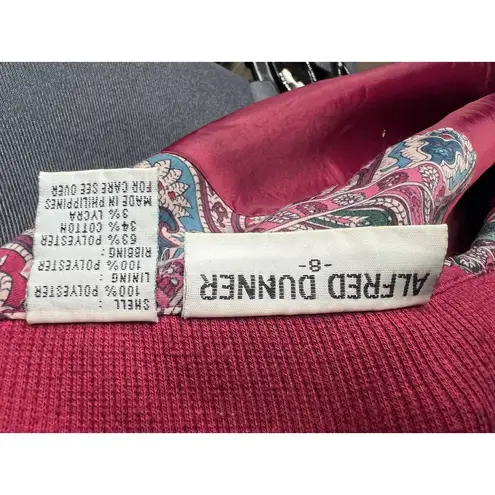 ALFRED DUNNER
-8-
SHELL :
100% POLYESTER
LINING :
100% POLYESTER
RIBBING :
63% POLYESTER
34% COTTON
3% LYCRA
MADE IN PHILIPPINES
FOR CARE SEE OVER